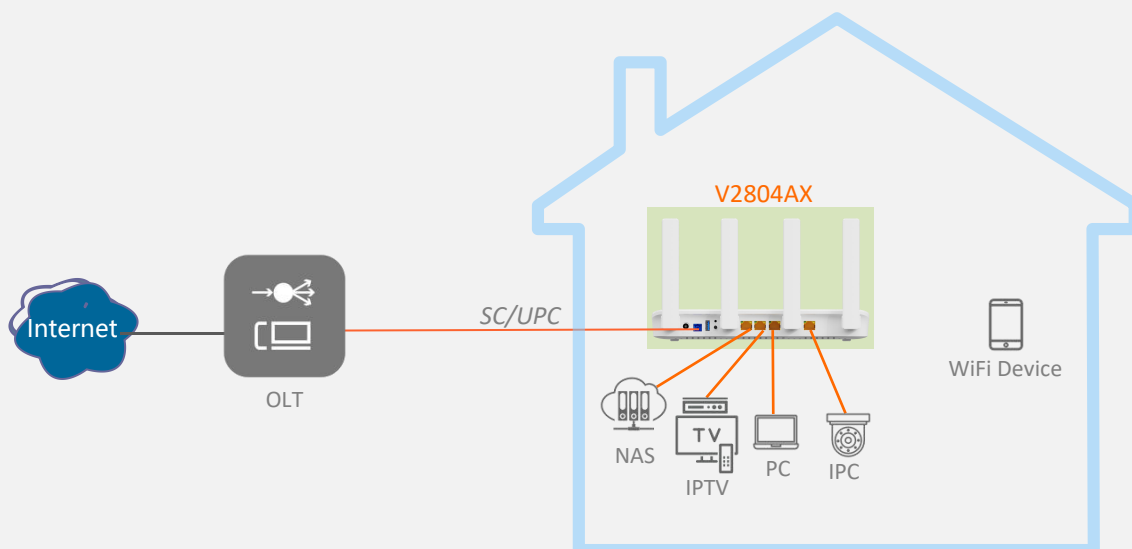 V2804AX
Internet
SC/UPC
OLT
WiFi Device
NAS
TV
IPTV
PC
IPC